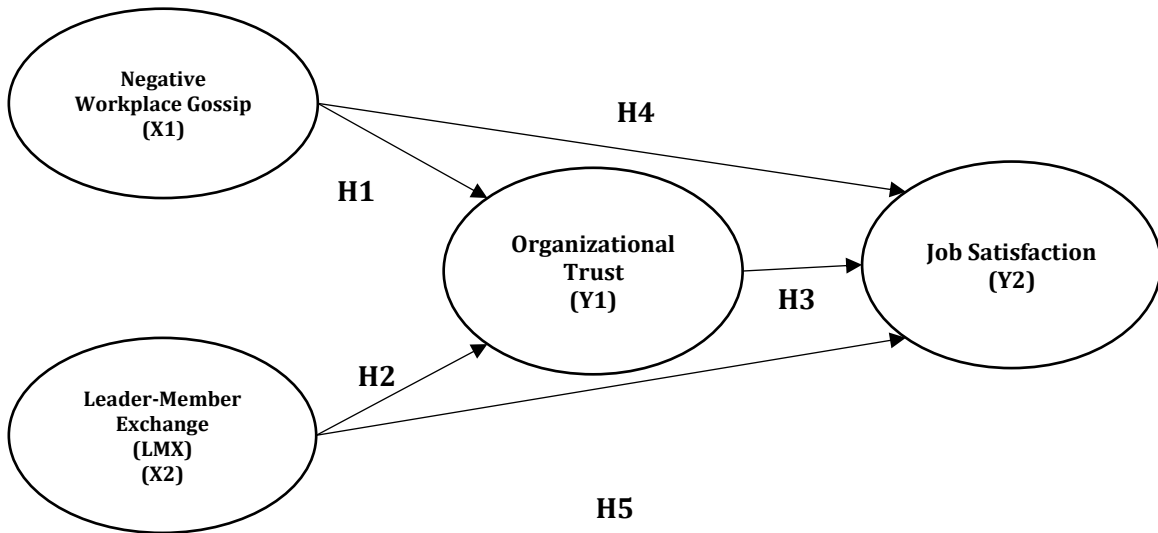 Negative
Workplace Gossip
(X1)
H4
H1
Organizational
Trust
(Y1)
Job Satisfaction
(Y2)
H3
H2
Leader-Member
Exchange
(LMX)
(X2)
H5